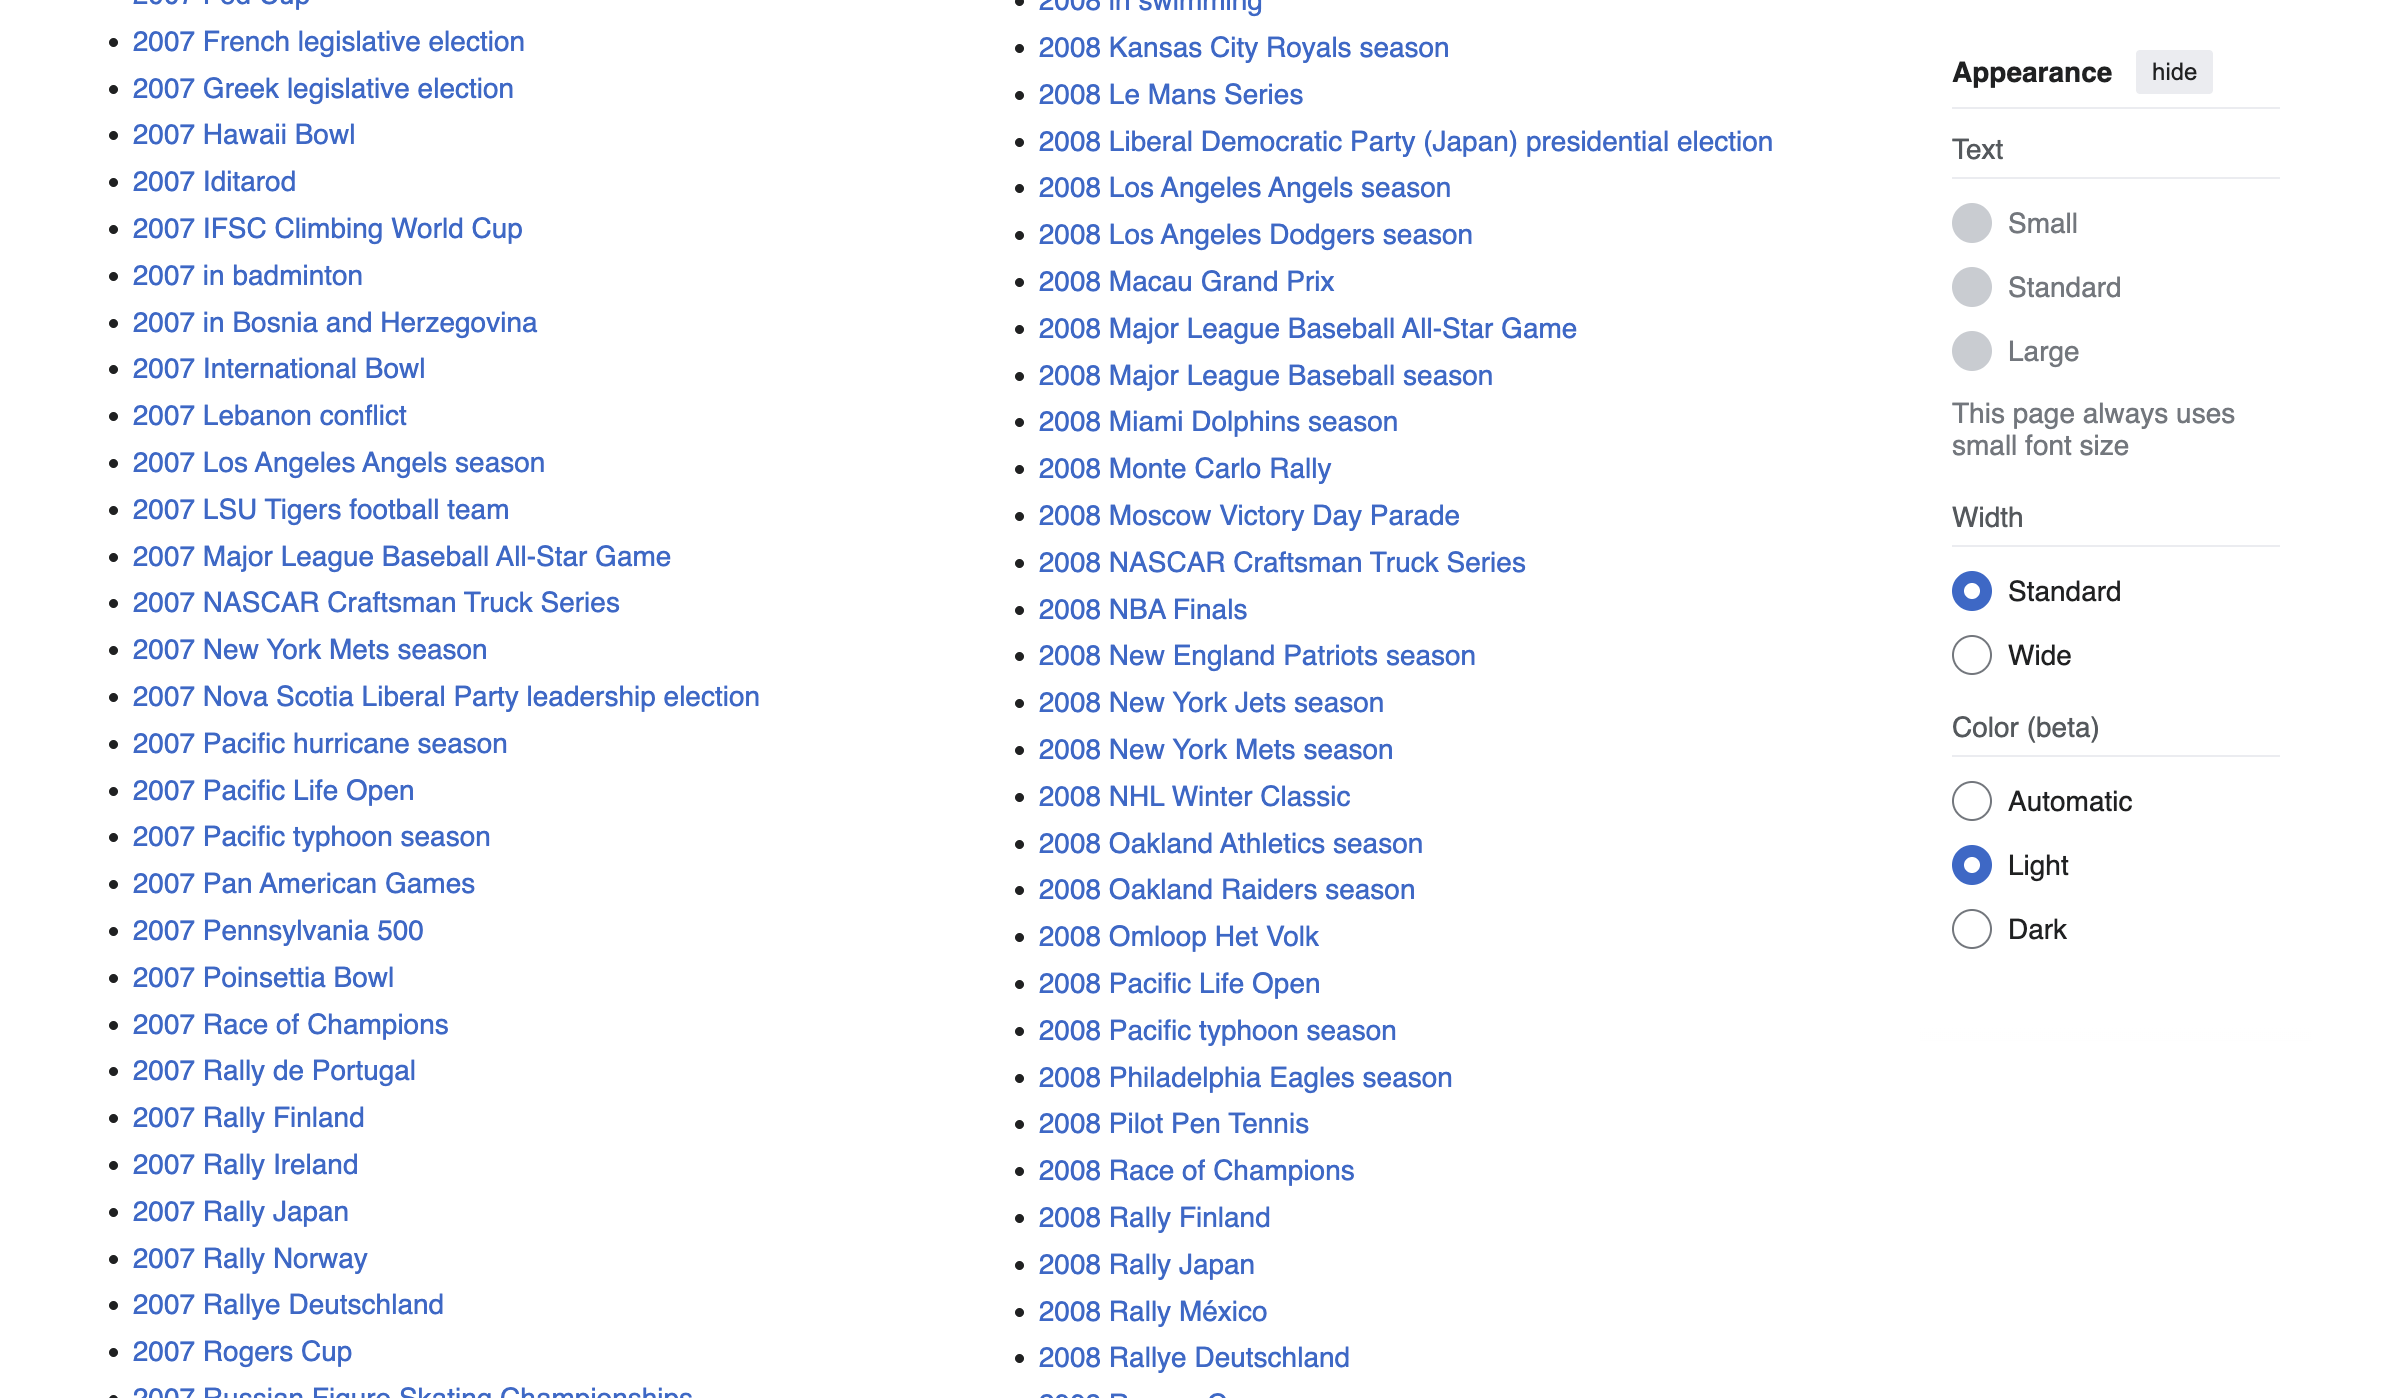 2007 Fed Cup
2007 French legislative election
2007 Greek legislative election
2007 Hawaii Bowl
2007 Iditarod
2007 IFSC Climbing World Cup
2007 in badminton
2007 in Bosnia and Herzegovina
2007 International Bowl
2007 Lebanon conflict
2007 Los Angeles Angels season
2007 LSU Tigers football team
2007 Major League Baseball All-Star Game
2007 NASCAR Craftsman Truck Series
2007 New York Mets season
2007 Nova Scotia Liberal Party leadership election
2007 Pacific hurricane season
2007 Pacific Life Open
2007 Pacific typhoon season
2007 Pan American Games
2007 Pennsylvania 500
2007 Poinsettia Bowl
2007 Race of Champions
2007 Rally de Portugal
2007 Rally Finland
2007 Rally Ireland
2007 Rally Japan
2007 Rally Norway
2007 Rallye Deutschland
2007 Rogers Cup
2007 Russian Figure Skating Championships
2008 in swimming
2008 Kansas City Royals season
2008 Le Mans Series
2008 Liberal Democratic Party (Japan) presidential election
2008 Los Angeles Angels season
2008 Los Angeles Dodgers season
2008 Macau Grand Prix
2008 Major League Baseball All-Star Game
2008 Major League Baseball season
2008 Miami Dolphins season
2008 Monte Carlo Rally
2008 Moscow Victory Day Parade
2008 NASCAR Craftsman Truck Series
2008 NBA Finals
2008 New England Patriots season
2008 New York Jets season
2008 New York Mets season
2008 NHL Winter Classic
2008 Oakland Athletics season
2008 Oakland Raiders season
2008 Omloop Het Volk
2008 Pacific Life Open
2008 Pacific typhoon season
2008 Philadelphia Eagles season
2008 Pilot Pen Tennis
2008 Race of Champions
2008 Rally Finland
2008 Rally Japan
2008 Rally México
2008 Rallye Deutschland
2008
Appearance hide
Text
Small
Standard
Large
This page always uses
small font size
Width
Standard
Wide
Color (beta)
Automatic
Light
Dark